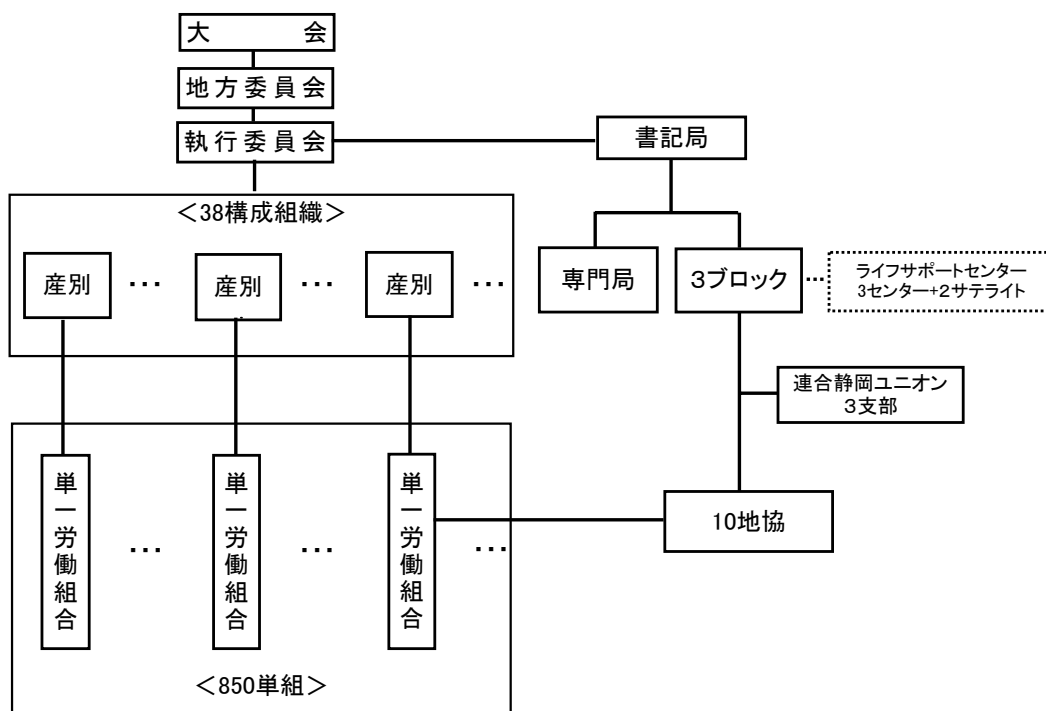 大　　　会
地方委員会
執行委員会
書記局
＜38構成組織＞
産別
…
産別
…
産別
…
専門局
３ブロック
…
ライフサポートセンター
3センター+２サテライト
連合静岡ユニオン
３支部
単一労働組合
…
単一労働組合
…
単一労働組合
…
10地協
＜850単組＞